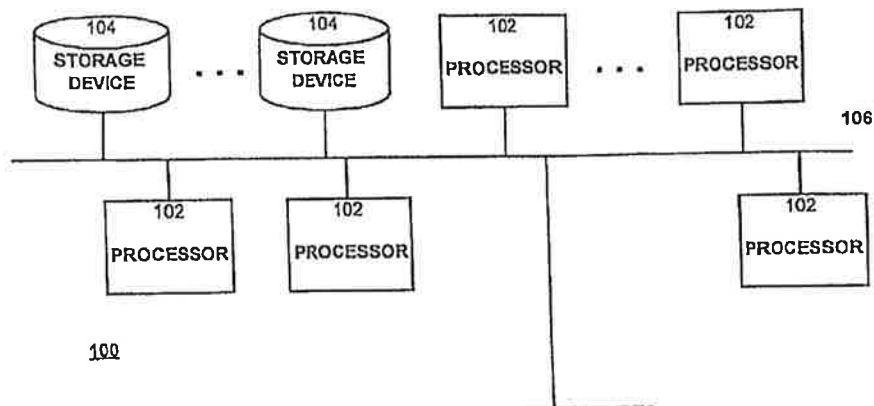 104
STORAGE
DEVICE
104
STORAGE
DEVICE
102
PROCESSOR
102
PROCESSOR
106
102
PROCESSOR
102
PROCESSOR
102
PROCESSOR
100